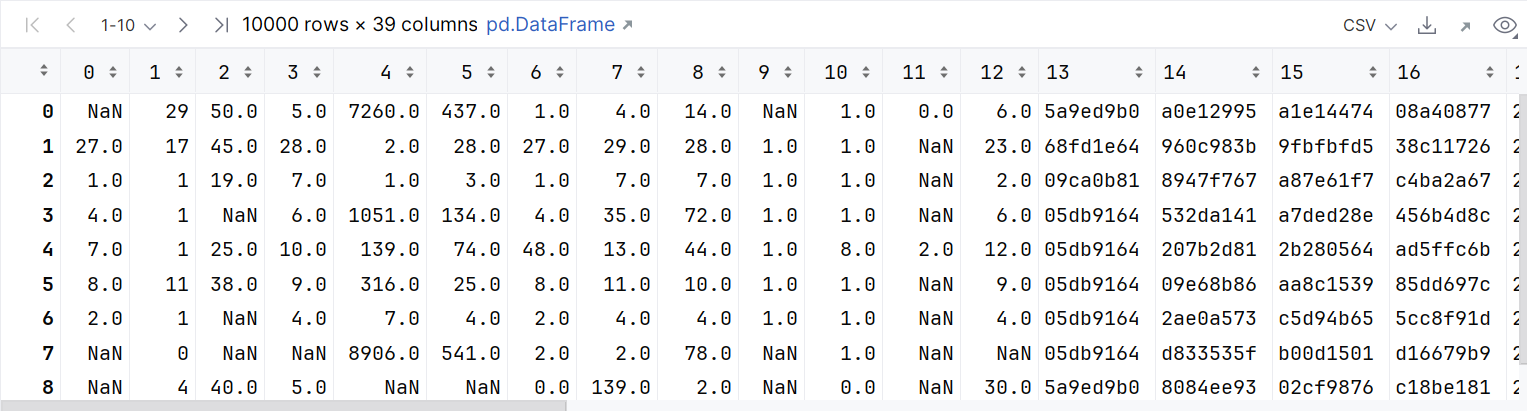 1-10 10000 rows × 39 columns pd.DataFrame CSV
0 1 2 3 4 5 6 7 8 9 10 11 12 13 14 15 16
0 NaN 29 50.0 5.0 7260.0 437.0 1.0 4.0 14.0 NaN 1.0 0.0 6.0 5a9ed9b0 a0e12995 a1e14474 08a40877
1 27.0 17 45.0 28.0 2.0 28.0 27.0 29.0 28.0 1.0 1.0 NaN 23.0 68fd1e64 960c983b 9fbfbfd5 38c11726
2 1.0 1 19.0 7.0 1.0 3.0 1.0 7.0 7.0 1.0 1.0 NaN 2.0 09ca0b81 8947f767 a87e61f7 c4ba2a67
3 4.0 1 NaN 6.0 1051.0 134.0 4.0 35.0 72.0 1.0 1.0 NaN 6.0 05db9164 532da141 a7ded28e 456b4d8c
4 7.0 1 25.0 10.0 139.0 74.0 48.0 13.0 44.0 1.0 8.0 2.0 12.0 05db9164 207b2d81 2b280564 ad5ffc6b
5 8.0 11 38.0 9.0 316.0 25.0 8.0 11.0 10.0 1.0 1.0 NaN 9.0 05db9164 09e68b86 aa8c1539 85dd697c
6 2.0 1 NaN 4.0 7.0 4.0 2.0 4.0 4.0 1.0 1.0 NaN 4.0 05db9164 2ae0a573 c5d94b65 5cc8f91d
7 NaN 0 NaN NaN 8906.0 541.0 2.0 2.0 78.0 NaN 1.0 NaN NaN 05db9164 d833535f b00d1501 d16679b9
8 NaN 4 40.0 5.0 NaN NaN 0.0 139.0 2.0 NaN 0.0 NaN 30.0 5a9ed9b0 8084ee93 02cf9876 c18be181